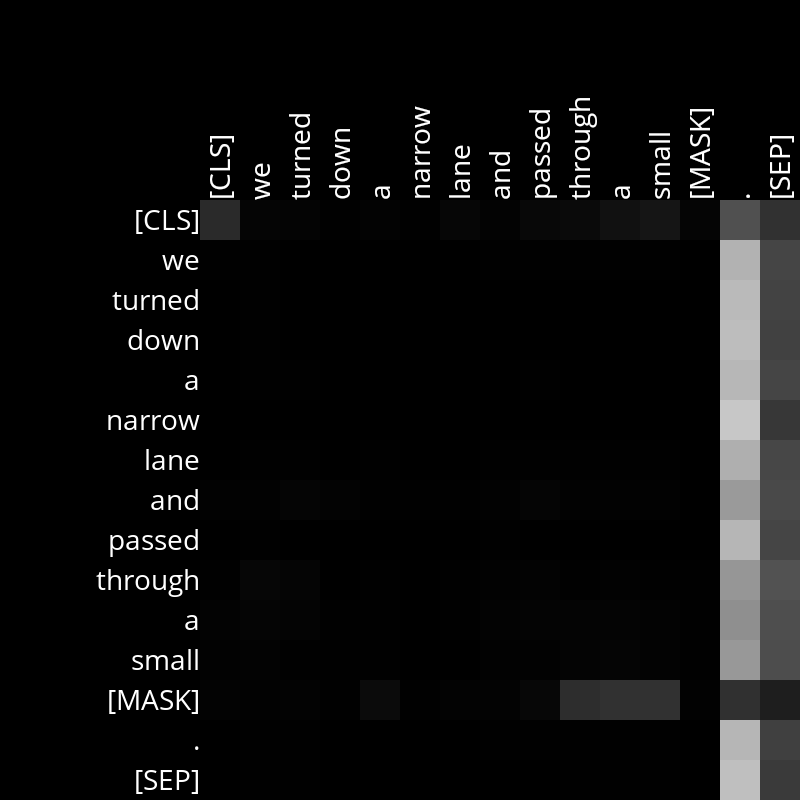 [CLS] we turned down a narrow lane and passed through a small [MASK] . [SEP]
[CLS]
we
turned
down
a
narrow
lane
and
passed
through
a
small
[MASK]
.
[SEP]